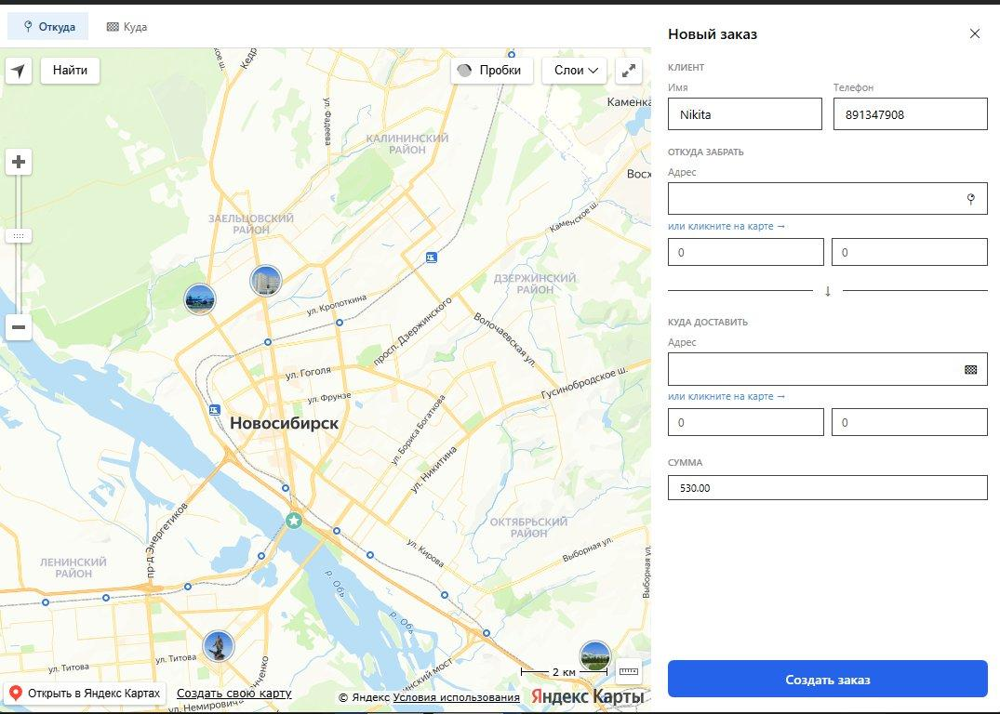 Откуда
Куда
Найти
Пробки
Слои
Кедр
ул. Фадеева
Каменка
КАЛИНИНСКИЙ
РАЙОН
Восх
ЗАЕЛЬЦОВСКИЙ
РАЙОН
Каменское ш.
ДЗЕРЖИНСКИЙ
РАЙОН
ул. Кропоткина
просп. Дзержинского
Волочаевская ул.
ул. Гоголя
ул. Фрунзе
Гусинобродское ш.
Новосибирск
ул. Бориса Богаткова
ул. Никитина
ОКТЯБРЬСКИЙ
РАЙОН
пр-д Энергетиков
ул. Кирова
Выборная ул.
Выборная ул.
ЛЕНИНСКИЙ
РАЙОН
р. Обь
р. Обь
ул. Титова
ул. Титова
2 км
Открыть в Яндекс Картах
Создать свою карту
© Яндекс Условия использования
Яндекс Карты
Новый заказ
КЛИЕНТ
Имя
Телефон
Nikita
891347908
ОТКУДА ЗАБРАТЬ
Адрес
или кликните на карте →
0
0
↓
КУДА ДОСТАВИТЬ
Адрес
или кликните на карте →
0
0
СУММА
530.00
Создать заказ